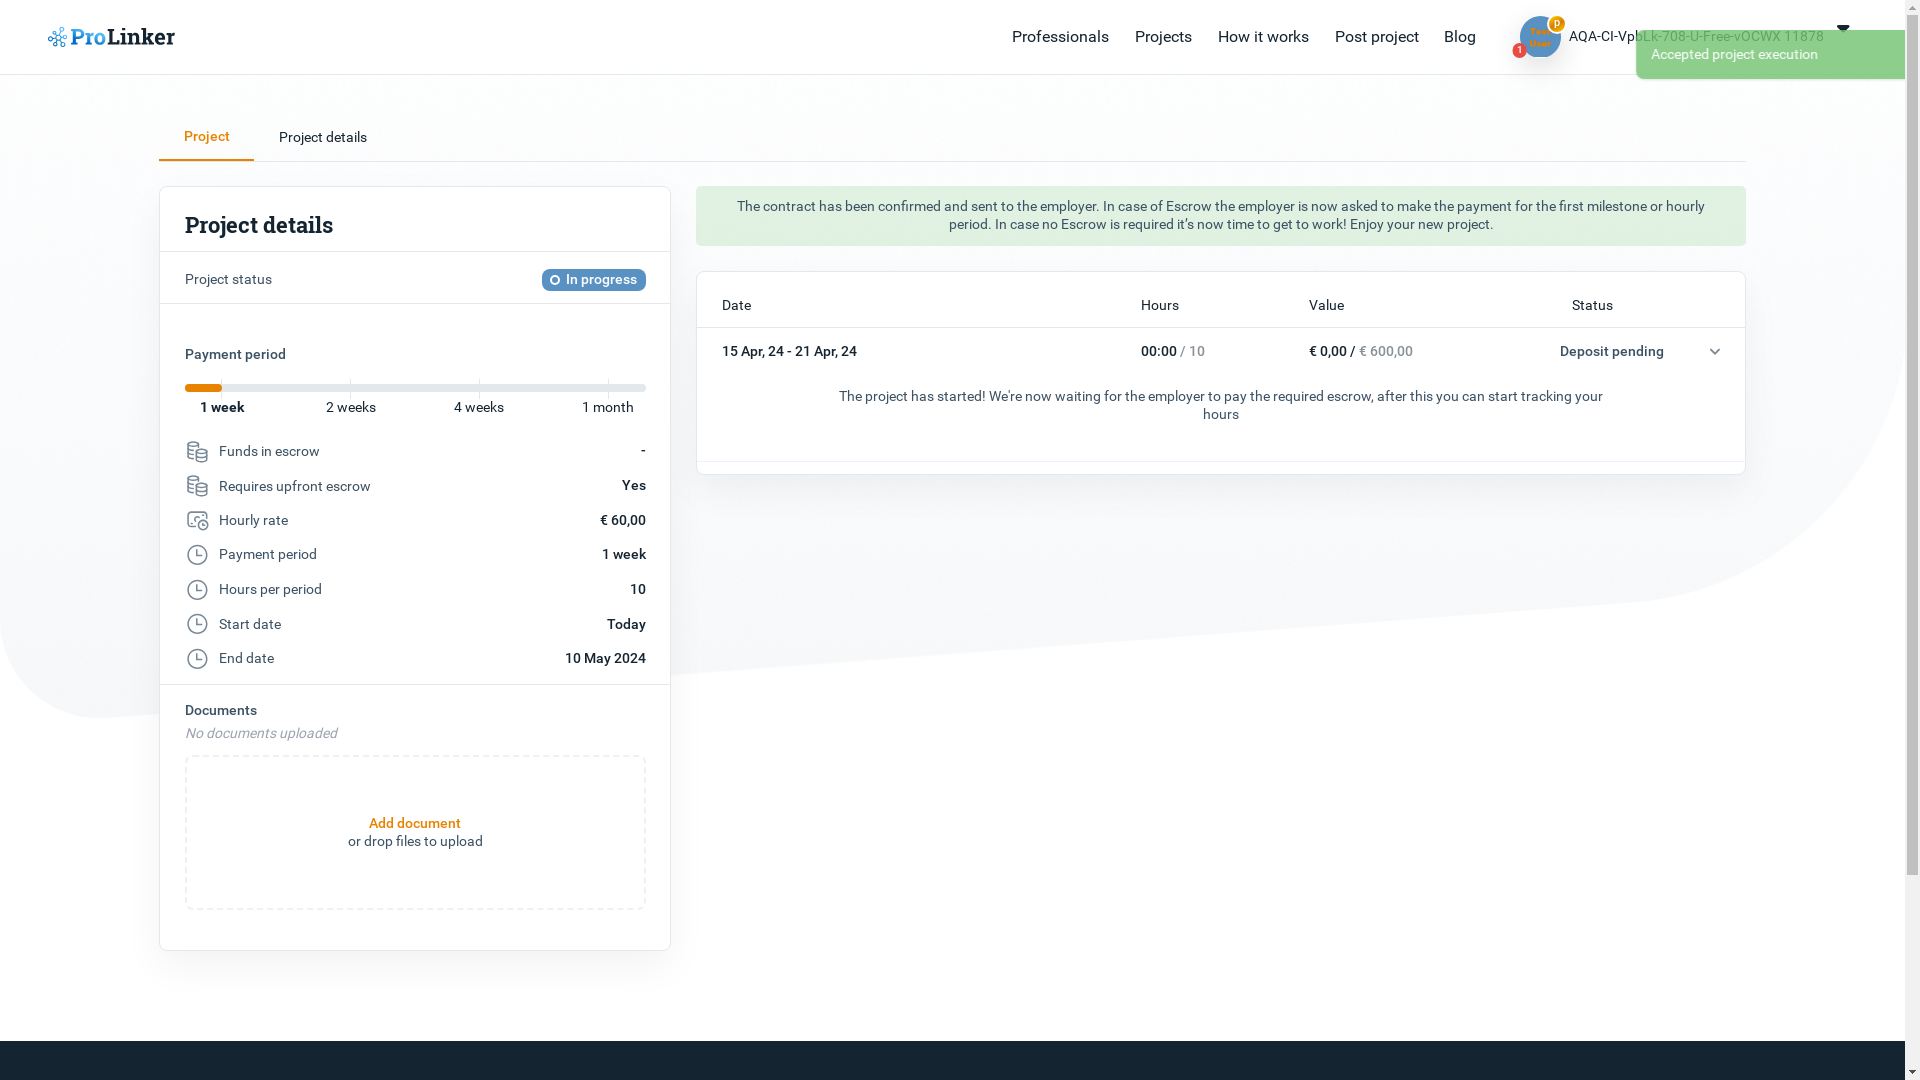 ProLinker
Professionals
Projects
How it works
Post project
Blog
Test
User
p
1
AQA-CI-VpbLk-708-U-Free-vOCWX 11878
Accepted project execution
Project
Project details
Project details
Project status
In progress
Payment period
1 week
2 weeks
4 weeks
1 month
Funds in escrow
-
Requires upfront escrow
Yes
Hourly rate
€ 60,00
Payment period
1 week
Hours per period
10
Start date
Today
End date
10 May 2024
Documents
No documents uploaded
Add document
or drop files to upload
The contract has been confirmed and sent to the employer. In case of Escrow the employer is now asked to make the payment for the first milestone or hourly
period. In case no Escrow is required it’s now time to get to work! Enjoy your new project.
Date
Hours
Value
Status
15 Apr, 24 - 21 Apr, 24
00:00 / 10
€ 0,00 / € 600,00
Deposit pending
The project has started! We're now waiting for the employer to pay the required escrow, after this you can start tracking your
hours